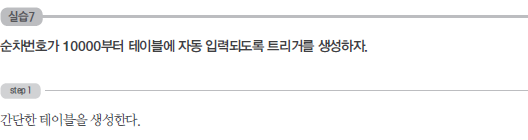 실습7
순차번호가 10000부터 테이블에 자동 입력되도록 트리거를 생성하자.
step 1
간단한 테이블을 생성한다.